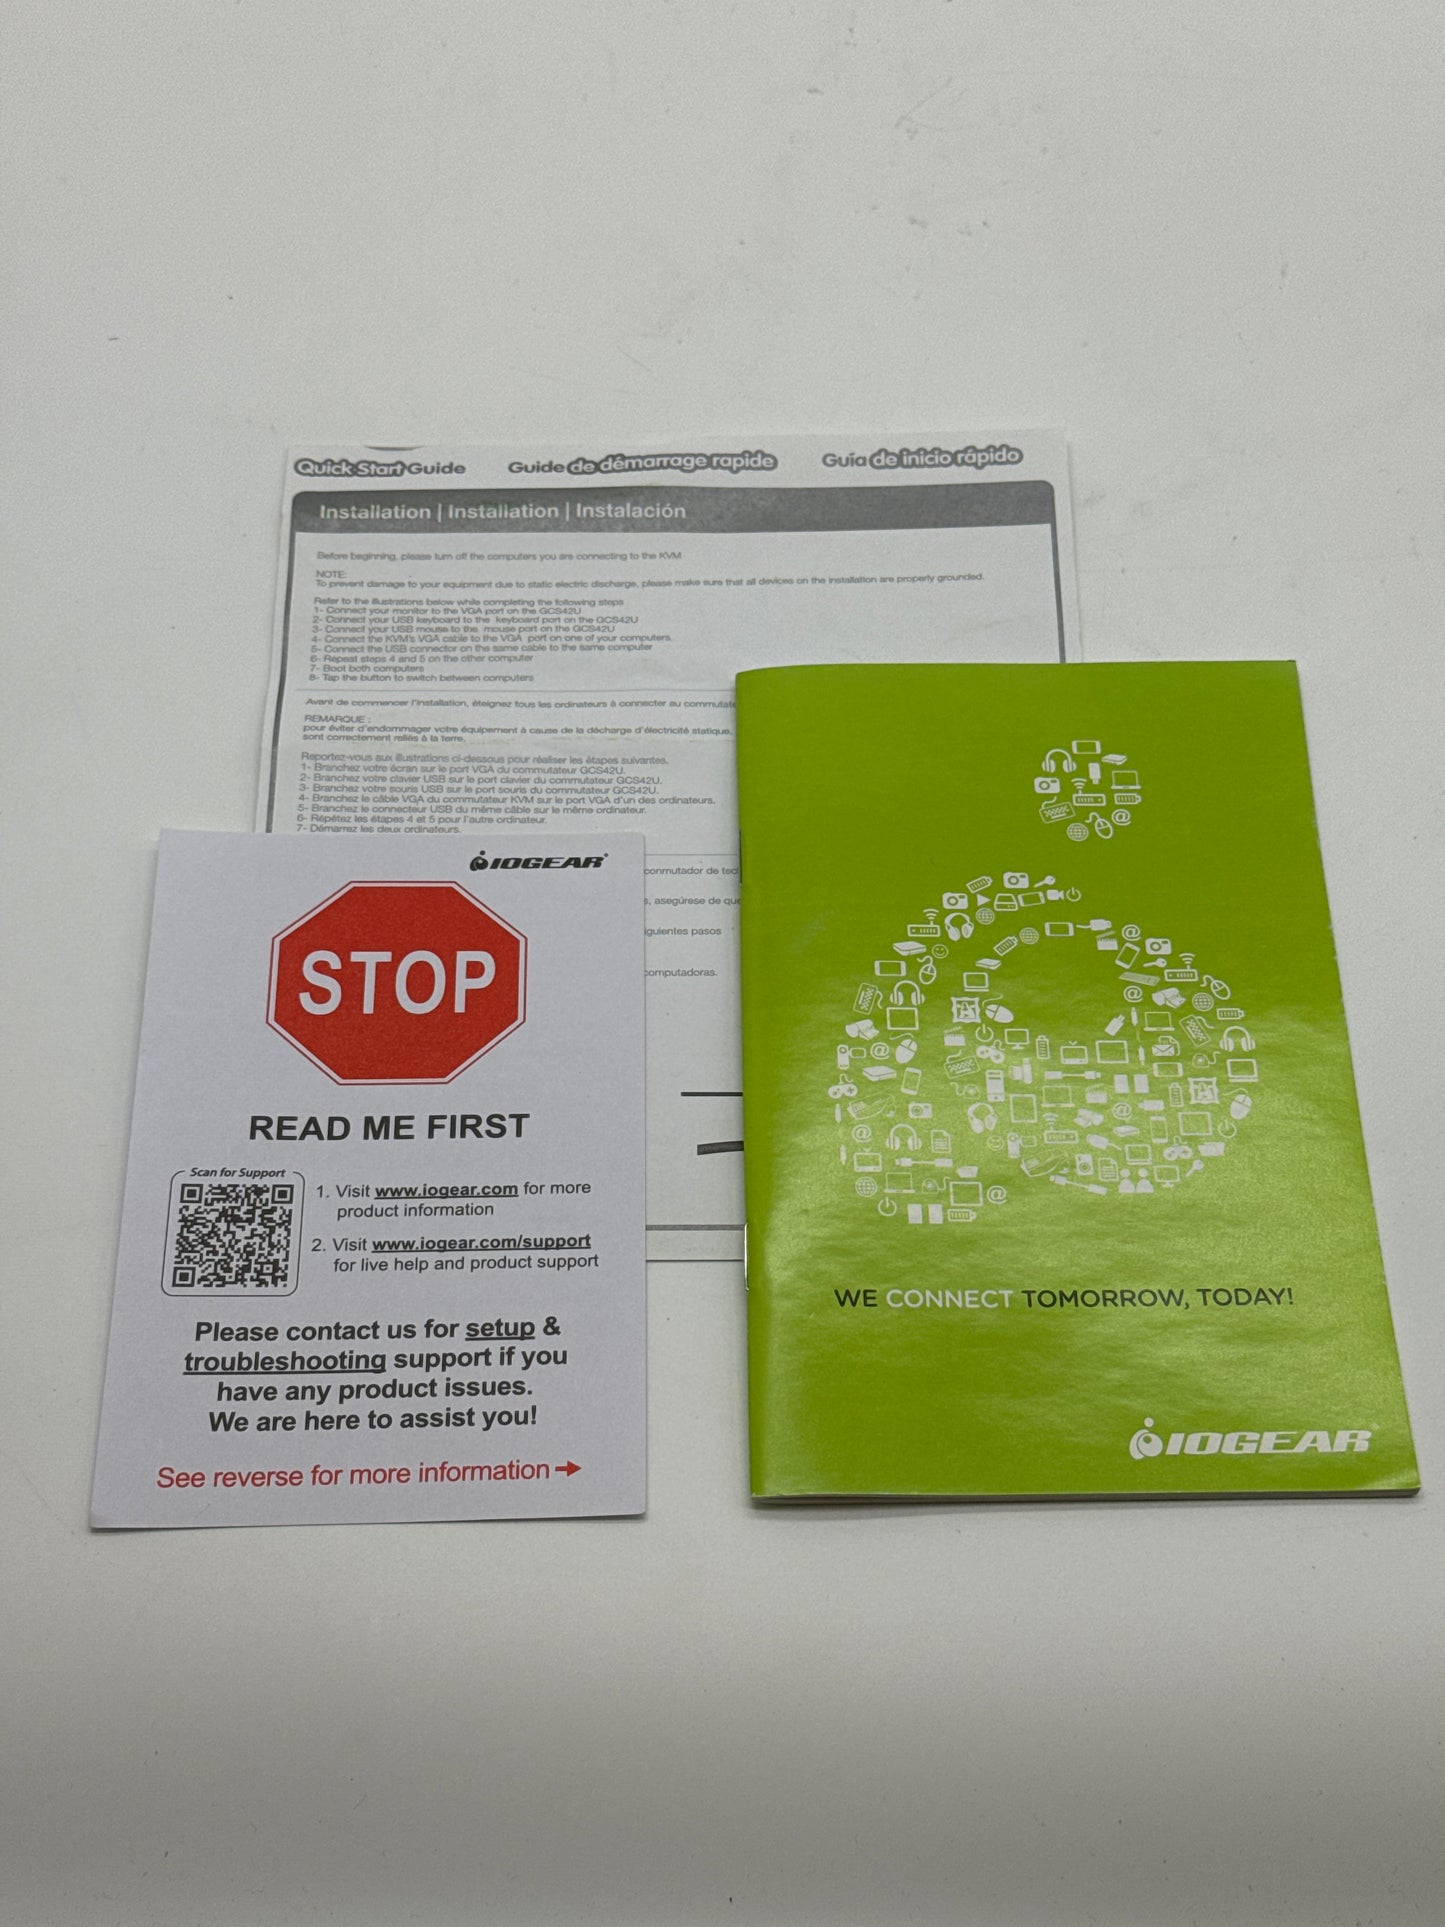 Quick Start Guide Guide de démarrage rapide Guía de inicio rápido
Installation | Installation | Instalación
Before beginning, please turn off the computers you are connecting to the KVM
NOTE:
To prevent damage to your equipment due to static electric discharge, please make sure that all devices on the installation are properly grounded.
Refer to the illustrations below while completing the following steps
1- Connect your monitor to the VGA port on the GCS42U
2- Connect your USB keyboard to the keyboard port on the GCS42U
3- Connect your USB mouse to the mouse port on the GCS42U
4- Connect the KVM's VGA cable to the VGA port on one of your computers.
5- Connect the USB connector on the same cable to the same computer
6- Repeat steps 4 and 5 on the other computer
7- Boot both computers
8- Tap the button to switch between computers
Avant de commencer l'installation, éteignez tous les ordinateurs à connecter au
REMARQUE :
pour éviter d'endommager votre équipement à cause de la décharge d'électricité statique,
sont correctement reliés à la terre.
Reportez-vous aux illustrations ci-dessous pour réaliser les étapes suivantes.
1- Branchez votre écran sur le port VGA du commutateur GCS42U.
2- Branchez votre clavier USB sur le port clavier du commutateur GCS42U.
3- Branchez votre souris USB sur le port souris du commutateur GCS42U.
4- Branchez le câble VGA du commutateur KVM sur le port VGA d'un des ordinateurs.
5- Branchez le connecteur USB du même câble sur le même ordinateur.
6- Répétez les étapes 4 et 5 pour l'autre ordinateur.
7- Démarrez les deux ordinateurs.
conmutador de
asegúrese de
pasos
computadoras.
IOGEAR
STOP
READ ME FIRST
Scan for Support
1. Visit www.iogear.com for more
product information
2. Visit www.iogear.com/support
for live help and product support
Please contact us for setup &
troubleshooting support if you
have any product issues.
We are here to assist you!
See reverse for more information
WE CONNECT TOMORROW, TODAY!
IOGEAR